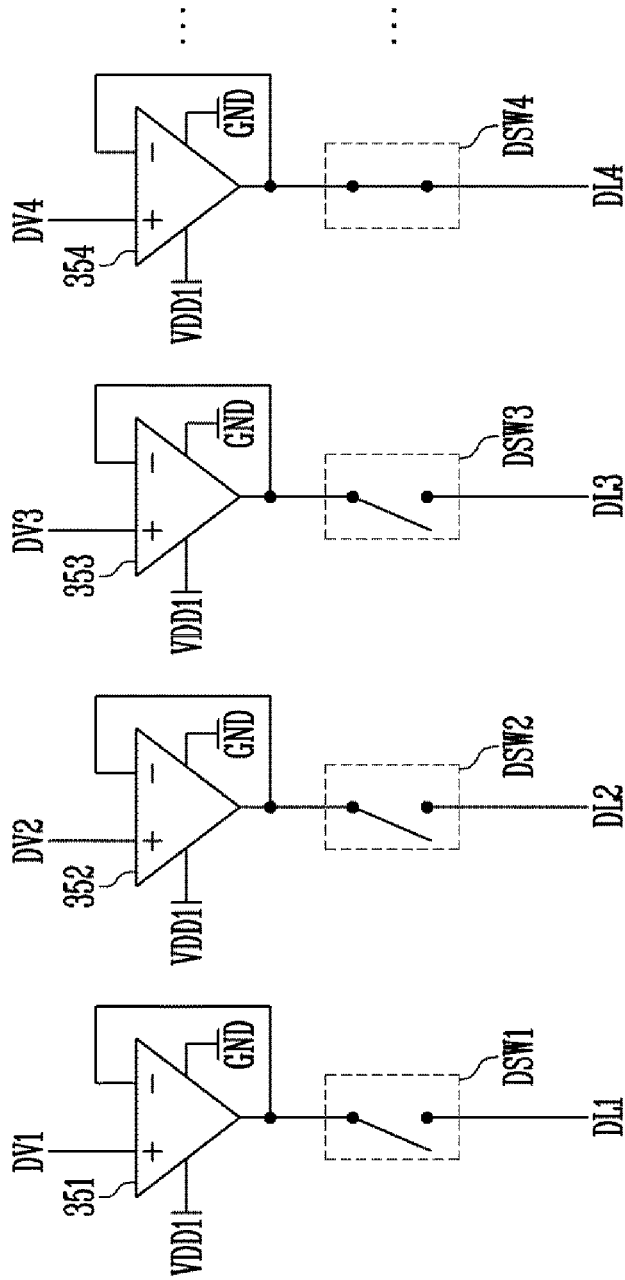 DV1
DV2
DV3
DV4
...
351
352
353
354
+ −
+ −
+ −
+ −
VDD1 GND
VDD1 GND
VDD1 GND
VDD1 GND
...
DSW1
DSW2
DSW3
DSW4
DL1
DL2
DL3
DL4